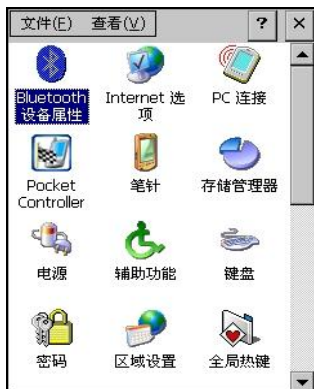 文件(F) 查看(V) ? ×
Bluetooth
设备属性
Internet 选
项
PC 连接
Pocket
Controller
笔针
存储管理器
电源
辅助功能
键盘
密码
区域设置
全局热键